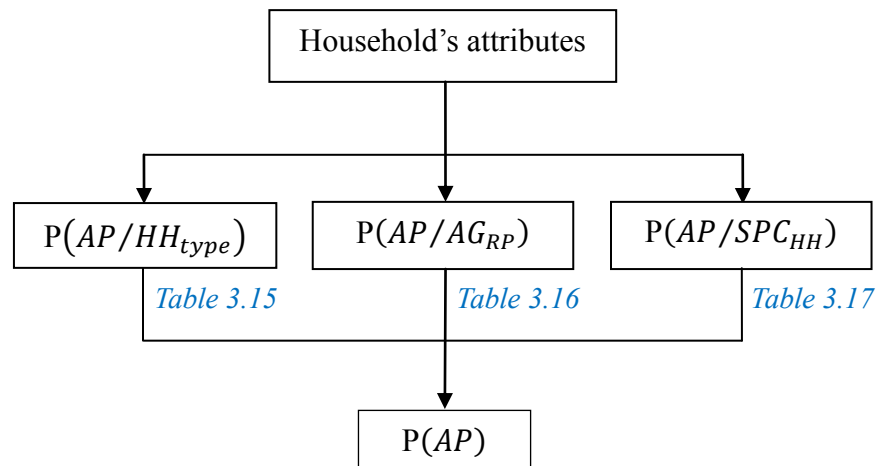 Household’s attributes
P(AP/HH_type) P(AP/AG_RP) P(AP/SPC_HH)
Table 3.15 Table 3.16 Table 3.17
P(AP)